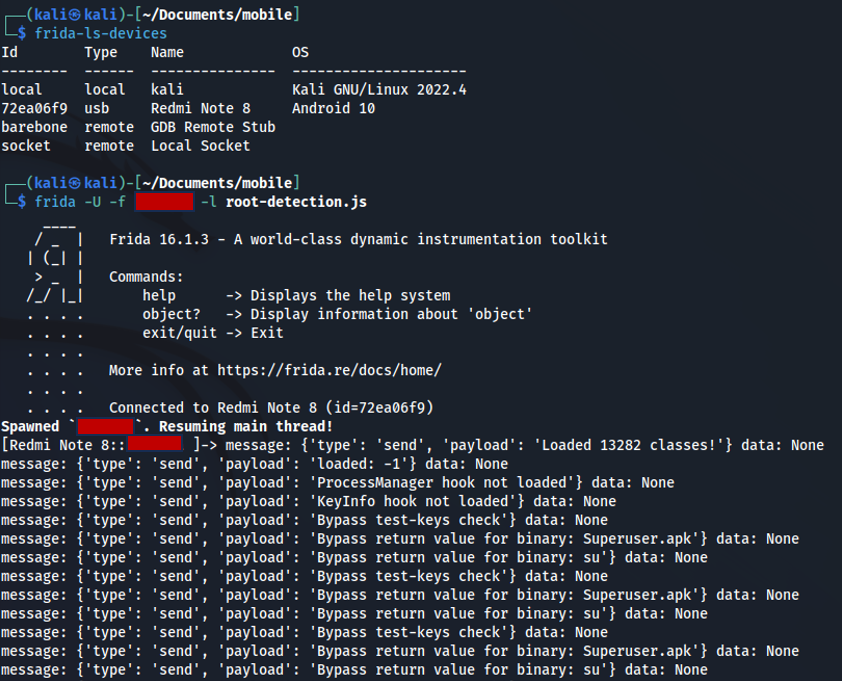 ┌──(kali㉿kali)-[~/Documents/mobile]
└─$ frida-ls-devices
Id        Type    Name             OS
--------  ------  ---------------  ---------------------
local     local   kali             Kali GNU/Linux 2022.4
72ea06f9  usb     Redmi Note 8     Android 10
barebone  remote  GDB Remote Stub
socket    remote  Local Socket
┌──(kali㉿kali)-[~/Documents/mobile]
└─$ frida -U -f -l root-detection.js
     ____
    / _  |   Frida 16.1.3 - A world-class dynamic instrumentation toolkit
   | (_| |
    > _  |   Commands:
   /_/ |_|       help      -> Displays the help system
   . . . .       object?   -> Display information about 'object'
   . . . .       exit/quit -> Exit
   . . . .
   . . . .   More info at https://frida.re/docs/home/
   . . . .
   . . . .   Connected to Redmi Note 8 (id=72ea06f9)
Spawned `       `. Resuming main thread!
[Redmi Note 8::        ]-> message: {'type': 'send', 'payload': 'Loaded 13282 classes!'} data: None
message: {'type': 'send', 'payload': 'loaded: -1'} data: None
message: {'type': 'send', 'payload': 'ProcessManager hook not loaded'} data: None
message: {'type': 'send', 'payload': 'KeyInfo hook not loaded'} data: None
message: {'type': 'send', 'payload': 'Bypass test-keys check'} data: None
message: {'type': 'send', 'payload': 'Bypass return value for binary: Superuser.apk'} data: None
message: {'type': 'send', 'payload': 'Bypass return value for binary: su'} data: None
message: {'type': 'send', 'payload': 'Bypass test-keys check'} data: None
message: {'type': 'send', 'payload': 'Bypass return value for binary: Superuser.apk'} data: None
message: {'type': 'send', 'payload': 'Bypass return value for binary: su'} data: None
message: {'type': 'send', 'payload': 'Bypass test-keys check'} data: None
message: {'type': 'send', 'payload': 'Bypass return value for binary: Superuser.apk'} data: None
message: {'type': 'send', 'payload': 'Bypass return value for binary: su'} data: None